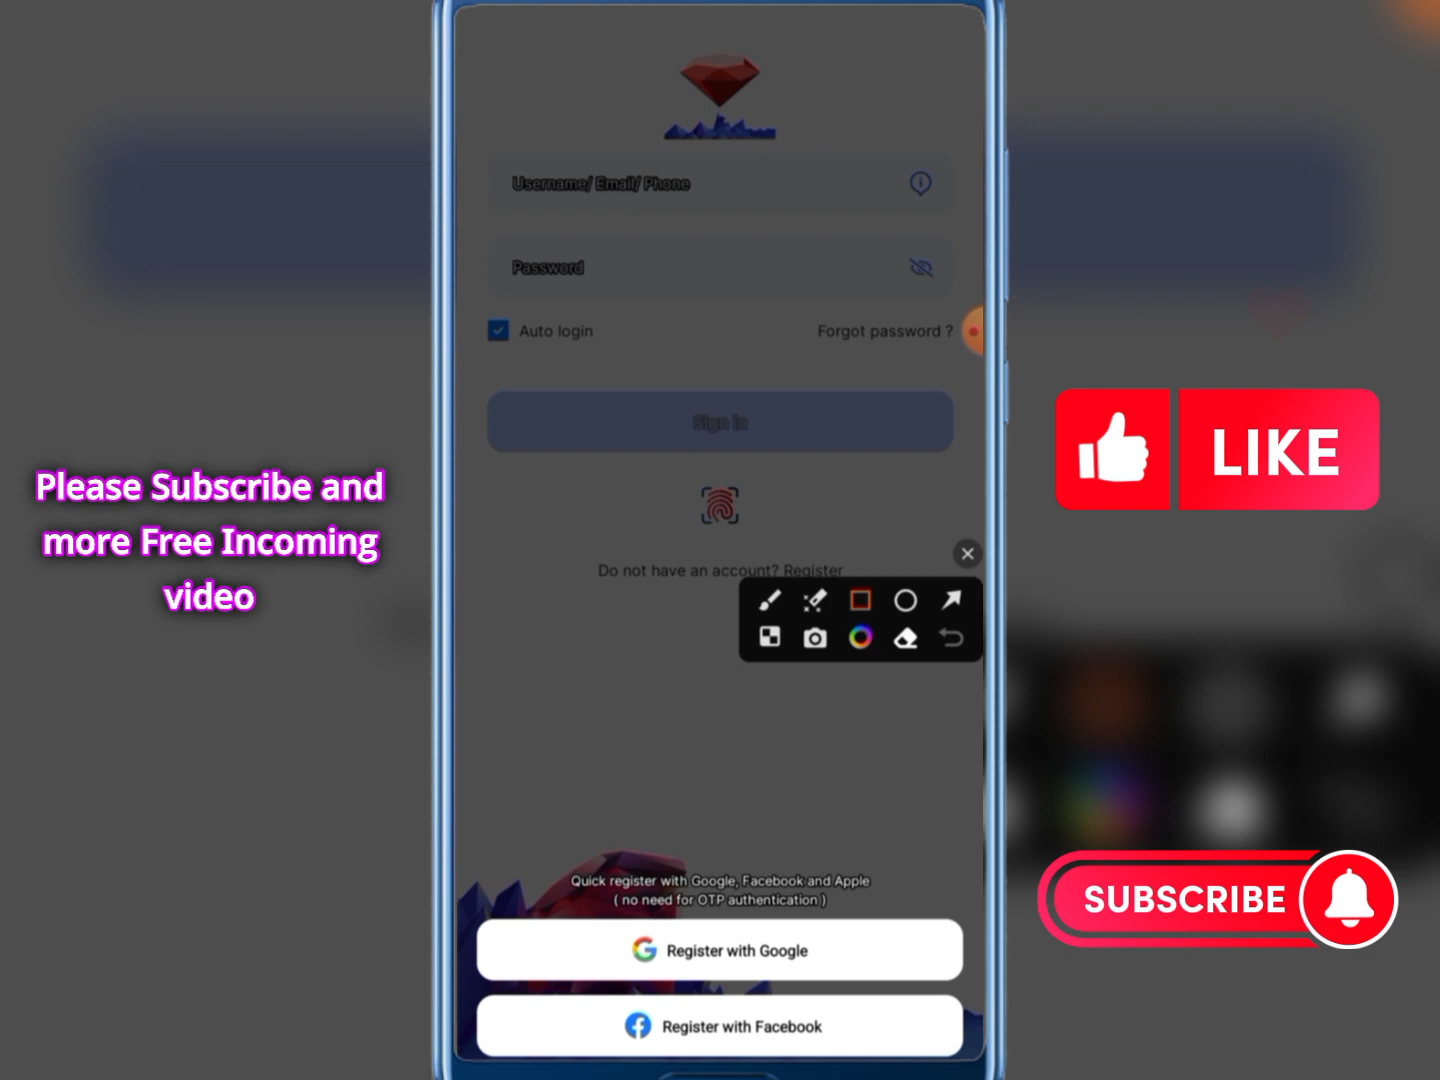 Username/ Email/ Phone
Password
Auto login
Forgot password ?
Sign In
Do not have an account? Register
Please Subscribe and
more Free Incoming
video
LIKE
Quick register with Google, Facebook and Apple
( no need for OTP authentication )
Register with Google
Register with Facebook
SUBSCRIBE